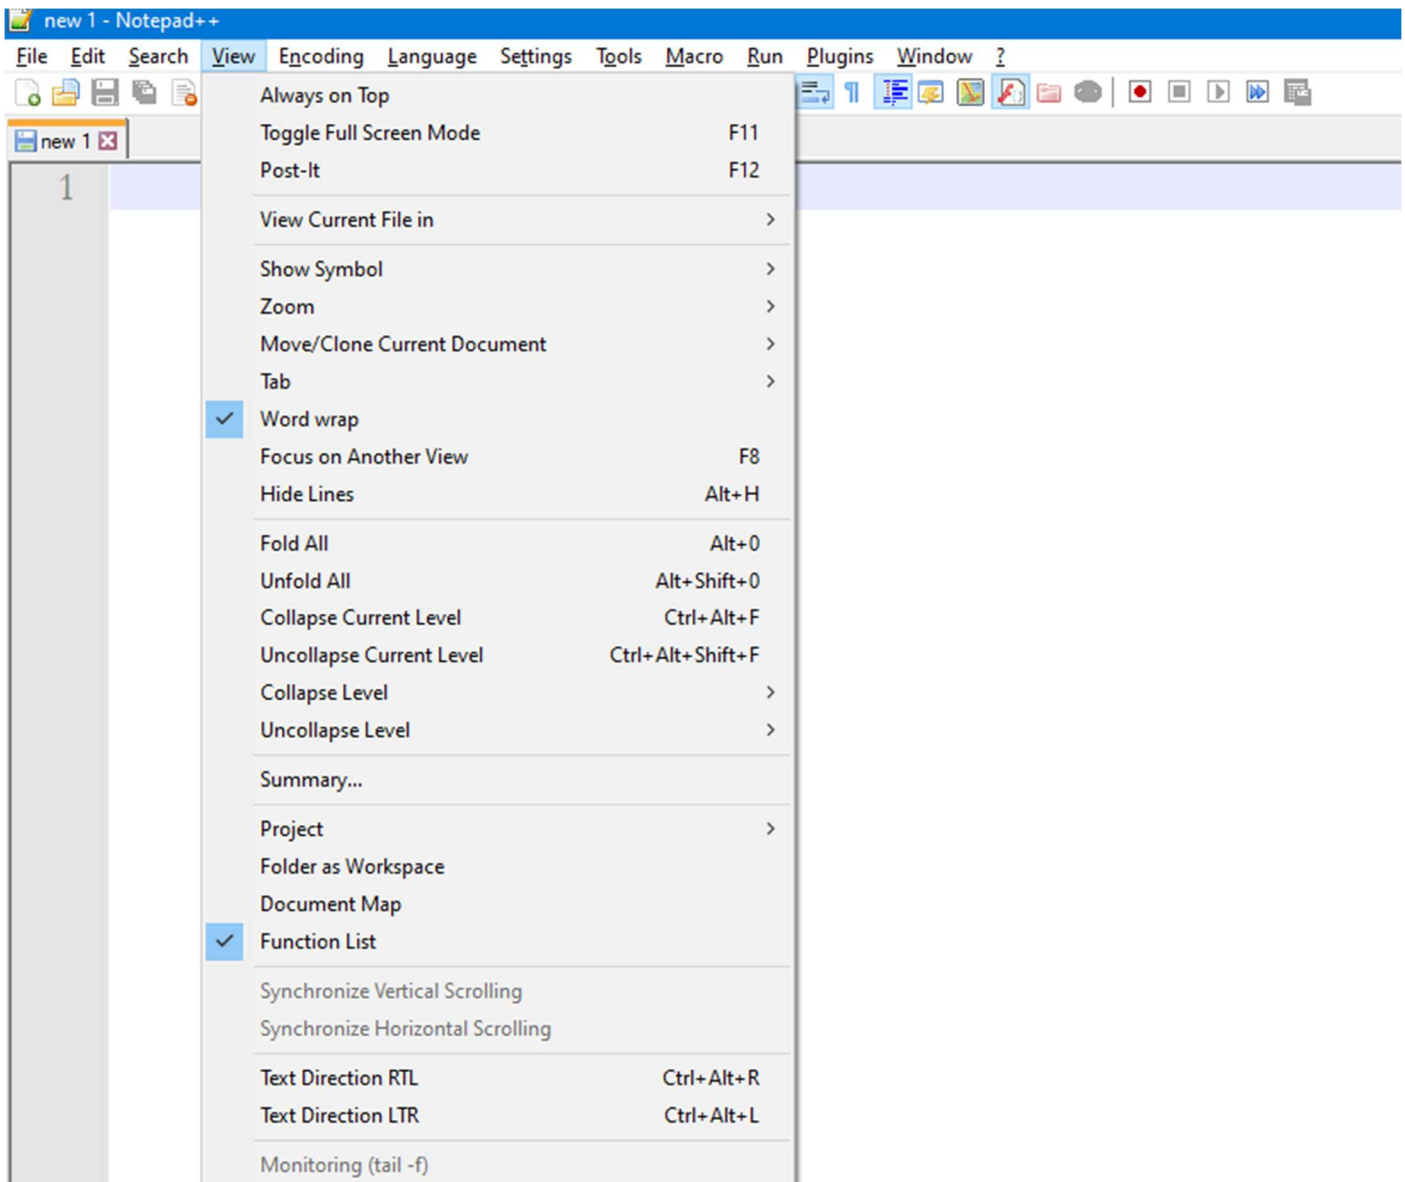 new 1 - Notepad++
File Edit Search View Encoding Language Settings Tools Macro Run Plugins Window ?
new 1
1
Always on Top
Toggle Full Screen Mode F11
Post-It F12
View Current File in
Show Symbol
Zoom
Move/Clone Current Document
Tab
Word wrap
Focus on Another View F8
Hide Lines Alt+H
Fold All Alt+0
Unfold All Alt+Shift+0
Collapse Current Level Ctrl+Alt+F
Uncollapse Current Level Ctrl+Alt+Shift+F
Collapse Level
Uncollapse Level
Summary...
Project
Folder as Workspace
Document Map
Function List
Synchronize Vertical Scrolling
Synchronize Horizontal Scrolling
Text Direction RTL Ctrl+Alt+R
Text Direction LTR Ctrl+Alt+L
Monitoring (tail -f)